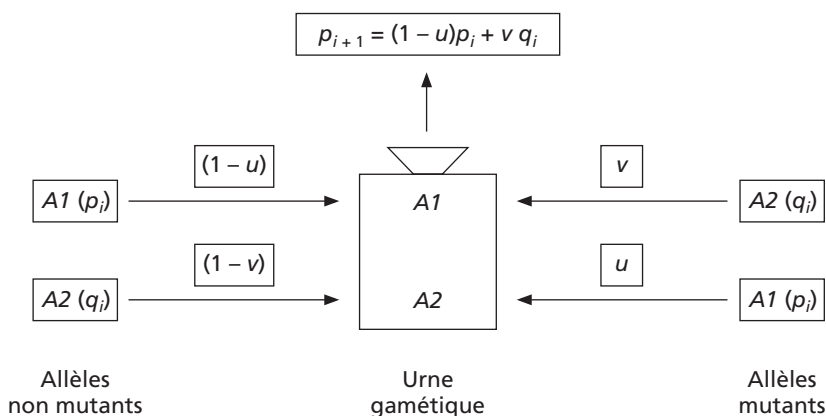 p_{i + 1} = (1 – u)p_i + v q_i
(1 – u)
v
A1 (p_i)
A1
A2 (q_i)
(1 – v)
u
A2 (q_i)
A2
A1 (p_i)
Allèles
non mutants
Urne
gamétique
Allèles
mutants